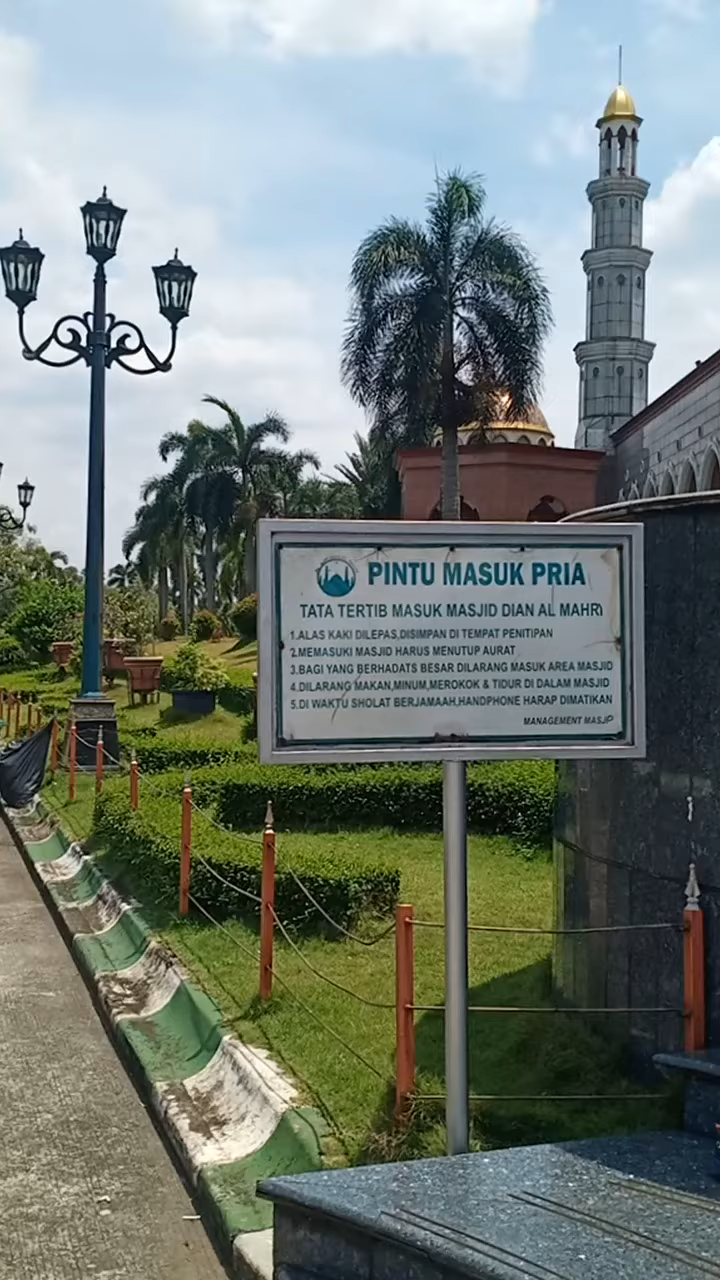 PINTU MASUK PRIA
TATA TERTIB MASUK MASJID DIAN AL MAHRI
1.ALAS KAKI DILEPAS,DISIMPAN DI TEMPAT PENITIPAN
2.MEMASUKI MASJID HARUS MENUTUP AURAT
3.BAGI YANG BERHADATS BESAR DILARANG MASUK AREA MASJID
4.DILARANG MAKAN,MINUM,MEROKOK & TIDUR DI DALAM MASJID
5.DI WAKTU SHOLAT BERJAMAAH,HANDPHONE HARAP DIMATIKAN
MANAGEMENT MASJID